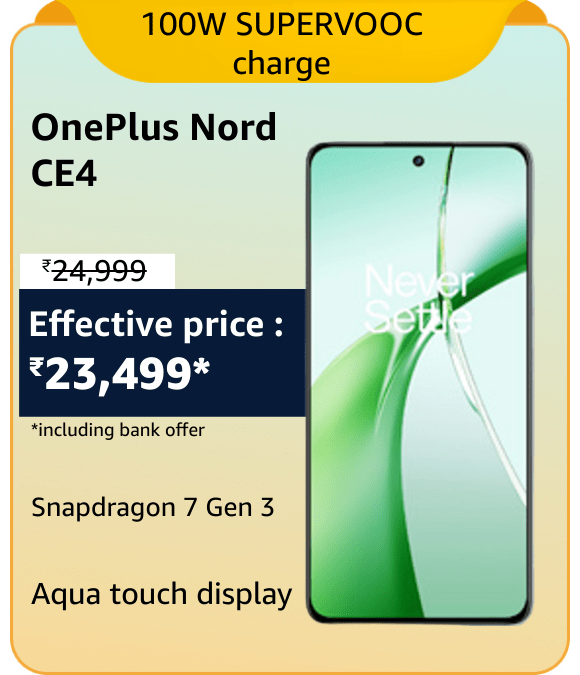 100W SUPERVOOC
charge
OnePlus Nord
CE4
₹24,999
Effective price :
₹23,499*
*including bank offer
Snapdragon 7 Gen 3
Aqua touch display
Never
Settle